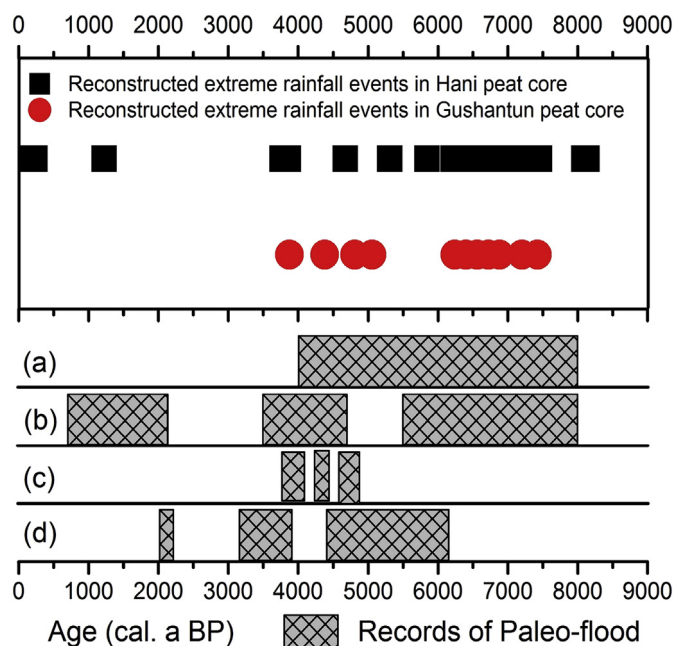 0 1000 2000 3000 4000 5000 6000 7000 8000 9000
Reconstructed extreme rainfall events in Hani peat core
Reconstructed extreme rainfall events in Gushantun peat core
(a)
(b)
(c)
(d)
0 1000 2000 3000 4000 5000 6000 7000 8000 9000
Age (cal. a BP) Records of Paleo-flood